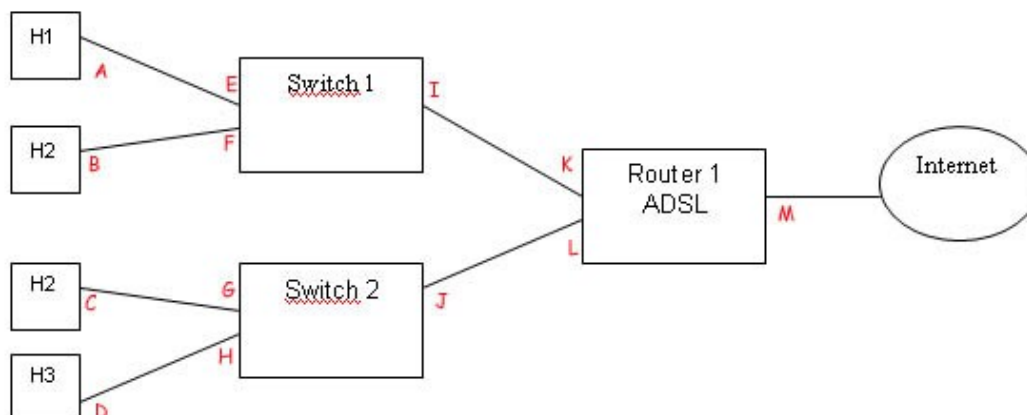 H1
A
E
Switch 1
I
H2
B
F
K
Router 1
ADSL
Internet
M
L
H2
C
G
Switch 2
J
H
H3
D